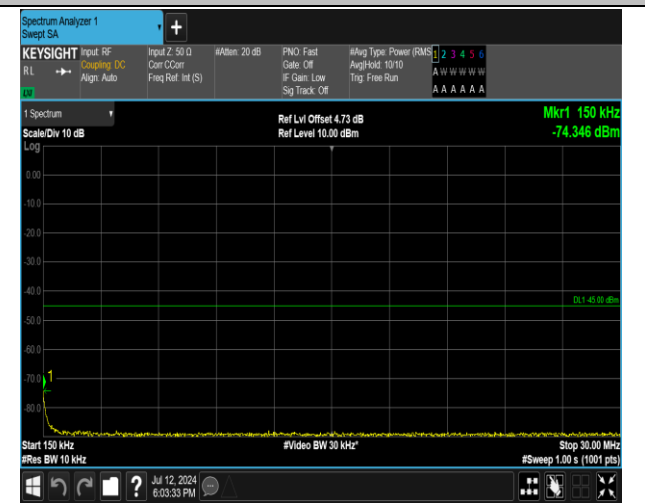 Spectrum Analyzer 1
Swept SA
+
KEYSIGHT Input: RF Input Z: 50 Ω #Atten: 20 dB PNO: Fast #Avg Type: Power (RMS 1 2 3 4 5 6
RL Coupling: DC Corr CCorr Gate: Off Avg|Hold: 10/10 A W W W W W
Align: Auto Freq Ref: Int (S) IF Gain: Low Trig: Free Run
Sig Track: Off A A A A A A
1 Spectrum
Ref Lvl Offset 4.73 dB Mkr1 150 kHz
Scale/Div 10 dB Ref Level 10.00 dBm -74.346 dBm
Log
0.00
-10.0
-20.0
-30.0
-40.0
DL1 -45.00 dBm
-50.0
-60.0
-70.0 1
-80.0
Start 150 kHz #Video BW 30 kHz* Stop 30.00 MHz
#Res BW 10 kHz #Sweep 1.00 s (1001 pts)
? Jul 12, 2024
6:03:33 PM